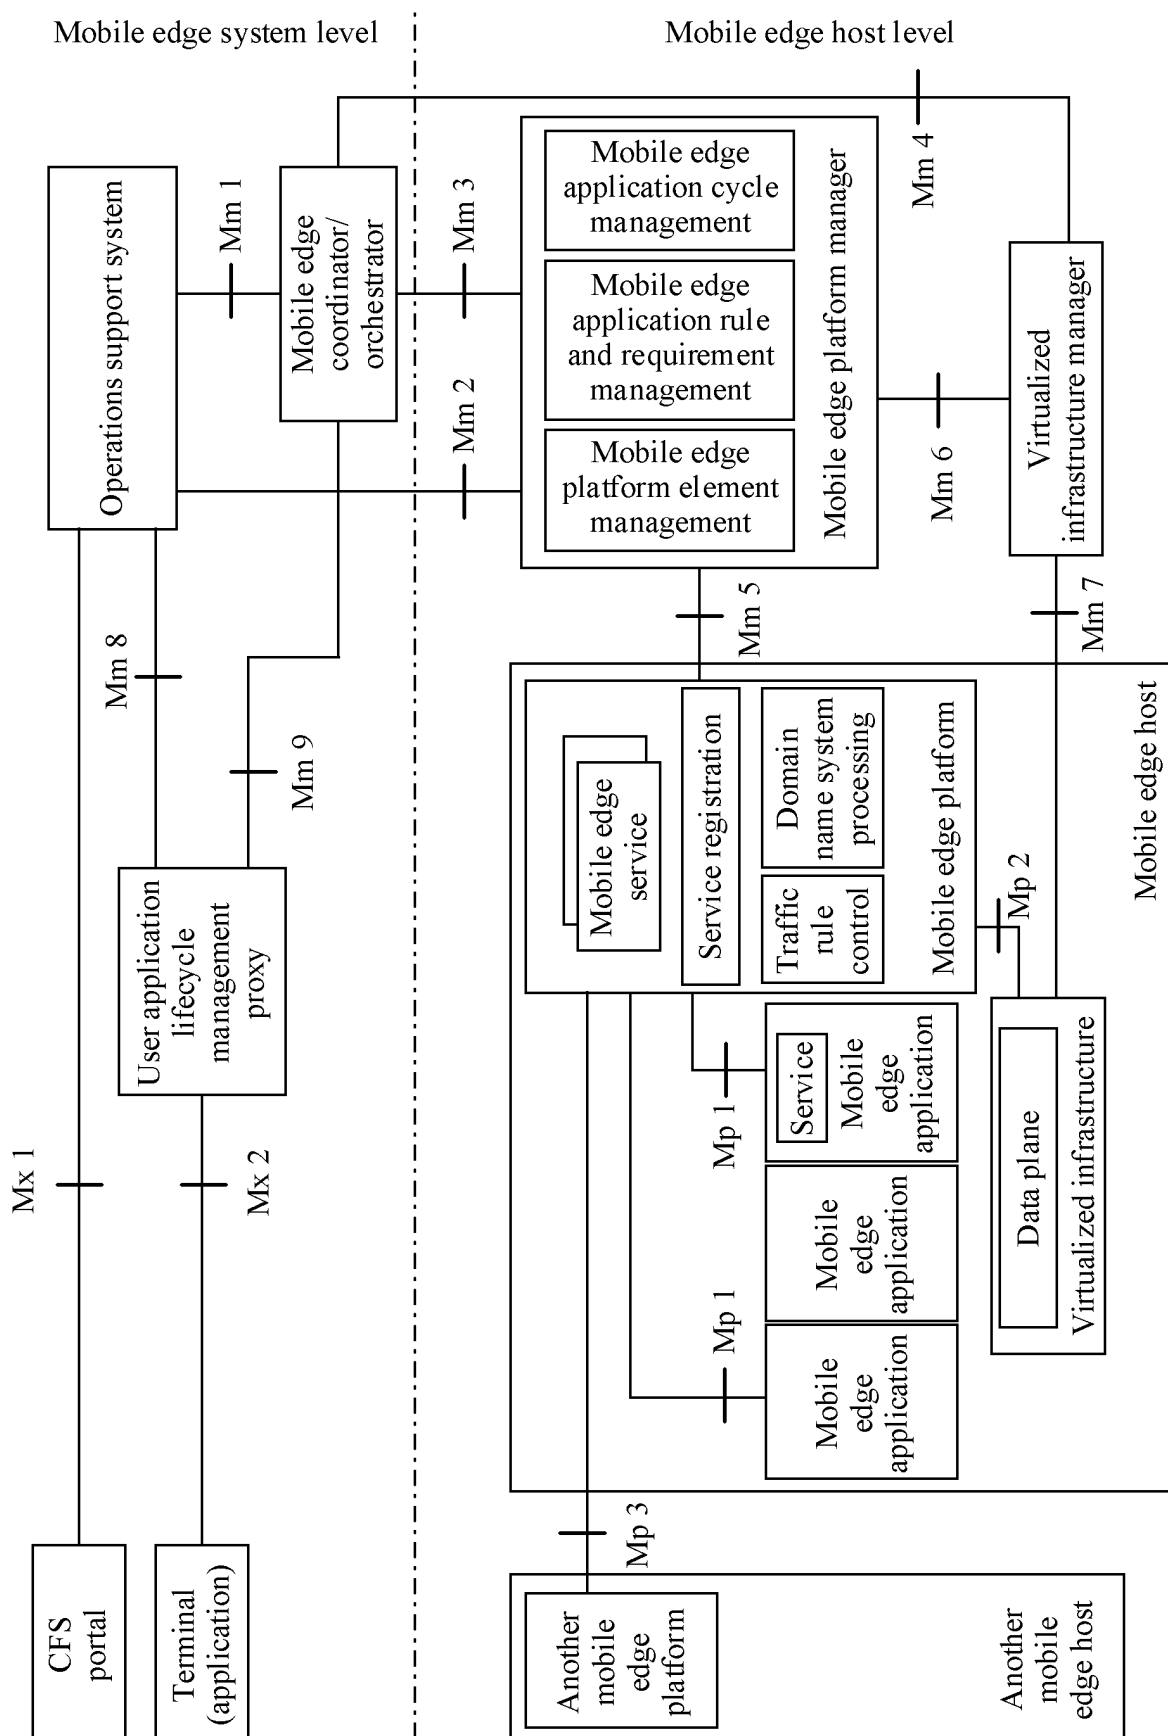 Mobile edge system level
Mobile edge host level
Operations support system
Mm 1
Mobile edge
coordinator/
orchestrator
Mm 3
Mm 2
Mobile edge
application cycle
management
Mobile edge
application rule
and requirement
management
Mobile edge
platform element
management
Mobile edge platform manager
Mm 4
Mm 6
Virtualized
infrastructure manager
Mm 8
Mm 9
Mm 5
Mm 7
User application
lifecycle
management
proxy
Mobile edge
service
Service registration
Domain
name system
processing
Traffic
rule
control
Mobile edge platform
Mp 2
Mobile edge host
Mx 1
Mx 2
Mp 1
Service
Mobile
edge
application
Mobile
edge
application
Mp 1
Mobile
edge
application
Data plane
Virtualized infrastructure
CFS
portal
Terminal
(application)
Mp 3
Another
mobile
edge
platform
Another
mobile
edge host